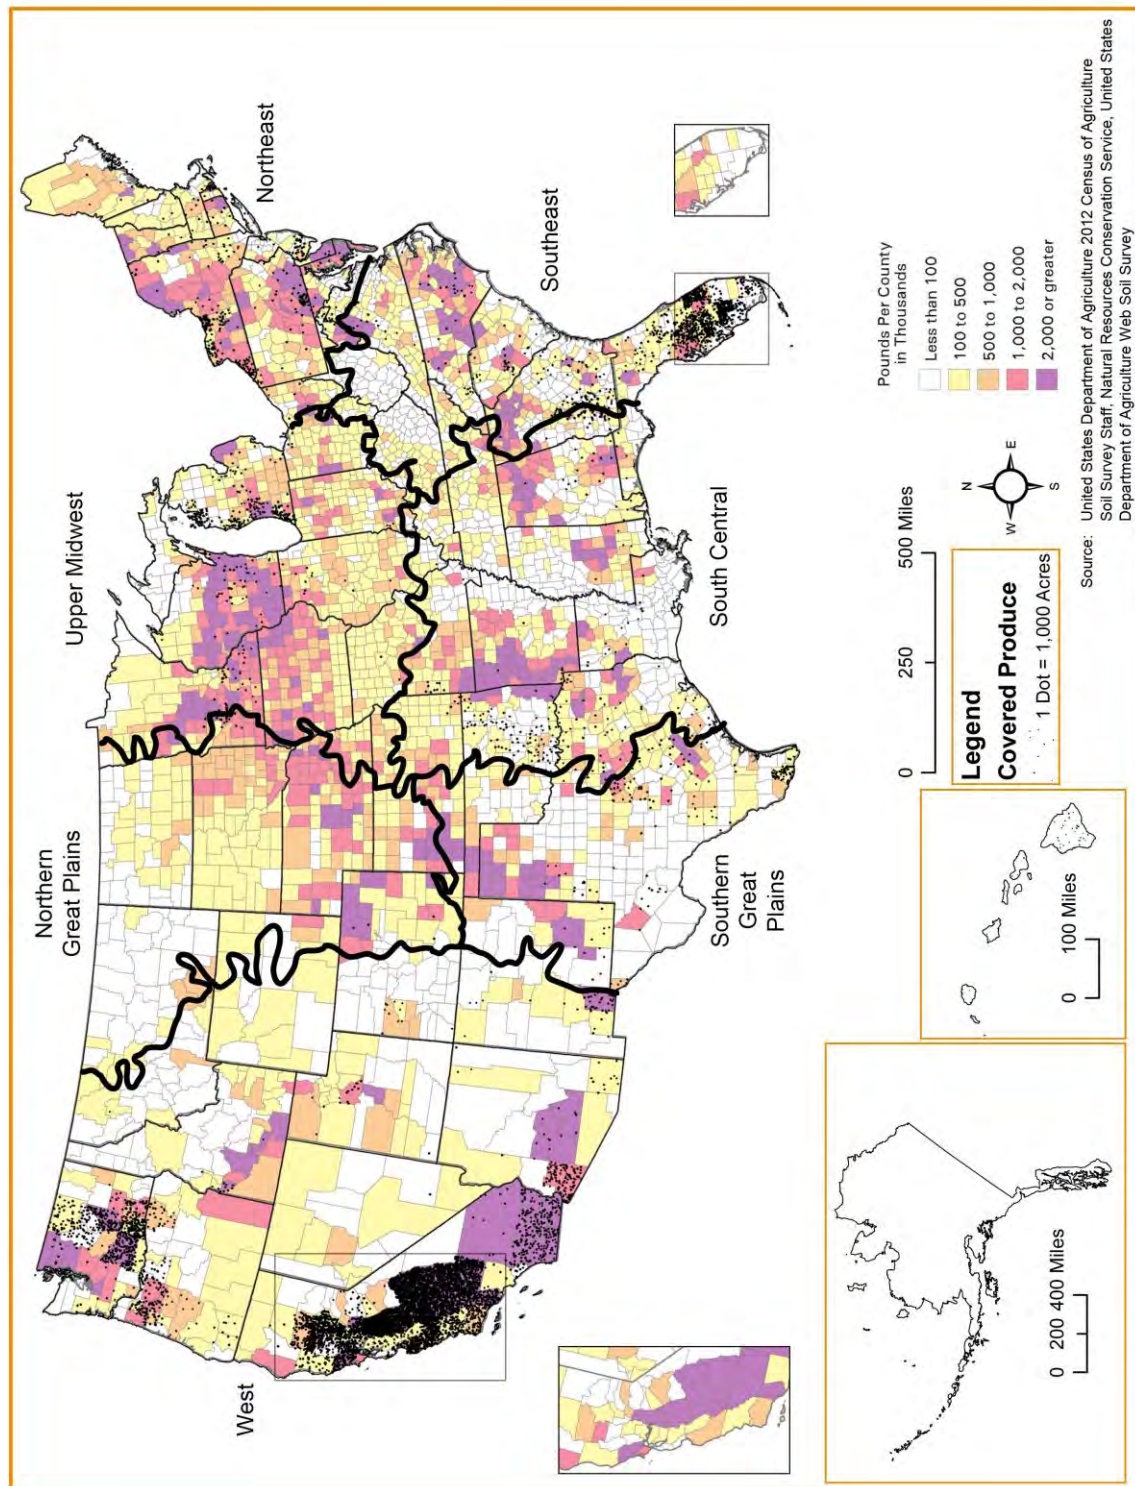 Northern
Great Plains
Upper Midwest
Northeast
West
Southern
Great
Plains
South Central
Southeast
Pounds Per County
in Thousands
Less than 100
100 to 500
500 to 1,000
1,000 to 2,000
2,000 or greater
0 250 500 Miles
N
W E
S
Legend
Covered Produce
1 Dot = 1,000 Acres
0 200 400 Miles
0 100 Miles
Source: United States Department of Agriculture 2012 Census of Agriculture
Soil Survey Staff, Natural Resources Conservation Service, United States
Department of Agriculture Web Soil Survey